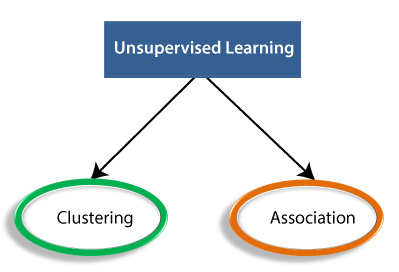 Unsupervised Learning
Clustering
Association